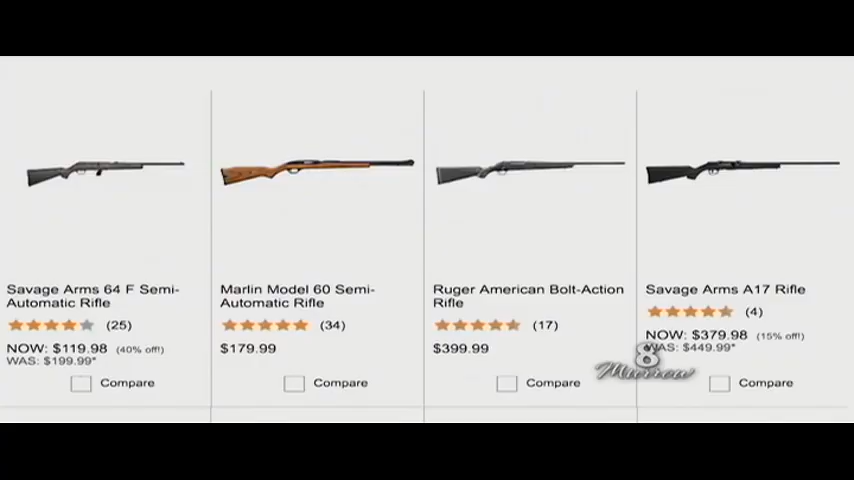 Savage Arms 64 F Semi-
Automatic Rifle
(25)
NOW: $119.98 (40% off!)
WAS: $199.99*
Compare
Marlin Model 60 Semi-
Automatic Rifle
(34)
$179.99
Compare
Ruger American Bolt-Action
Rifle
(17)
$399.99
Compare
Savage Arms A17 Rifle
(4)
NOW: $379.98 (15% off!)
WAS: $449.99*
Compare
8
Murrow